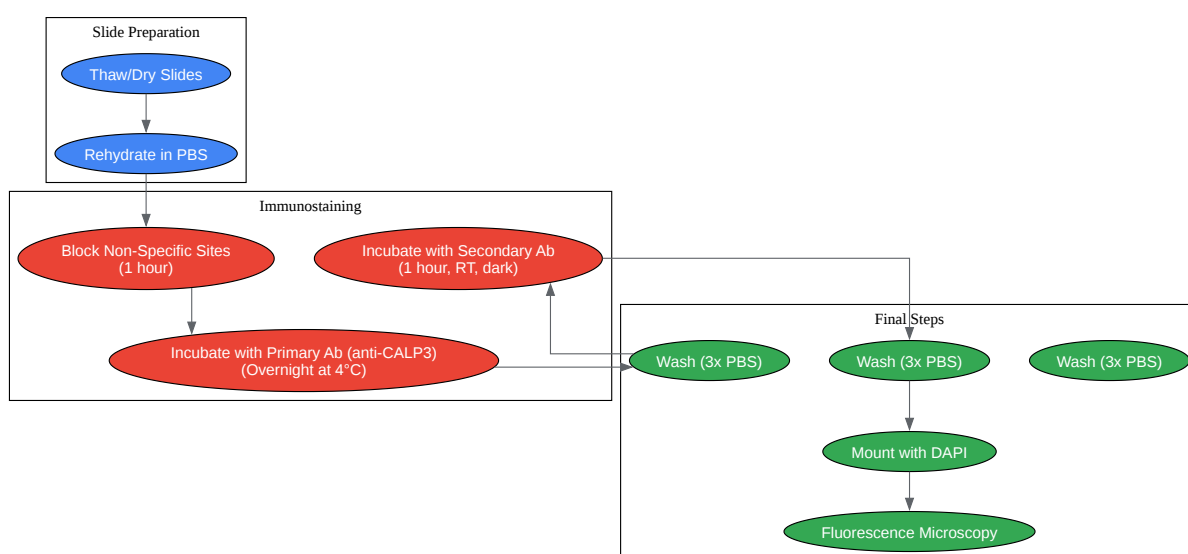 Slide Preparation
Thaw/Dry Slides
Rehydrate in PBS
Immunostaining
Block Non-Specific Sites
(1 hour)
Incubate with Secondary Ab
(1 hour, RT, dark)
Incubate with Primary Ab (anti-CALP3)
(Overnight at 4°C)
Final Steps
Wash (3x PBS)
Wash (3x PBS)
Wash (3x PBS)
Mount with DAPI
Fluorescence Microscopy